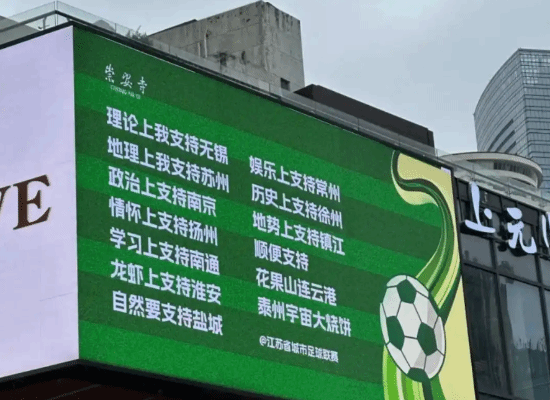 崇安寺
CHONG AN SI
理论上我支持无锡
地理上我支持苏州
政治上支持南京
情怀上支持扬州
学习上支持南通
龙虾上支持淮安
自然要支持盐城
娱乐上支持常州
历史上支持徐州
地势上支持镇江
顺便支持
花果山连云港
泰州宇宙大烧饼
@江苏省城市足球联赛
VE
上元